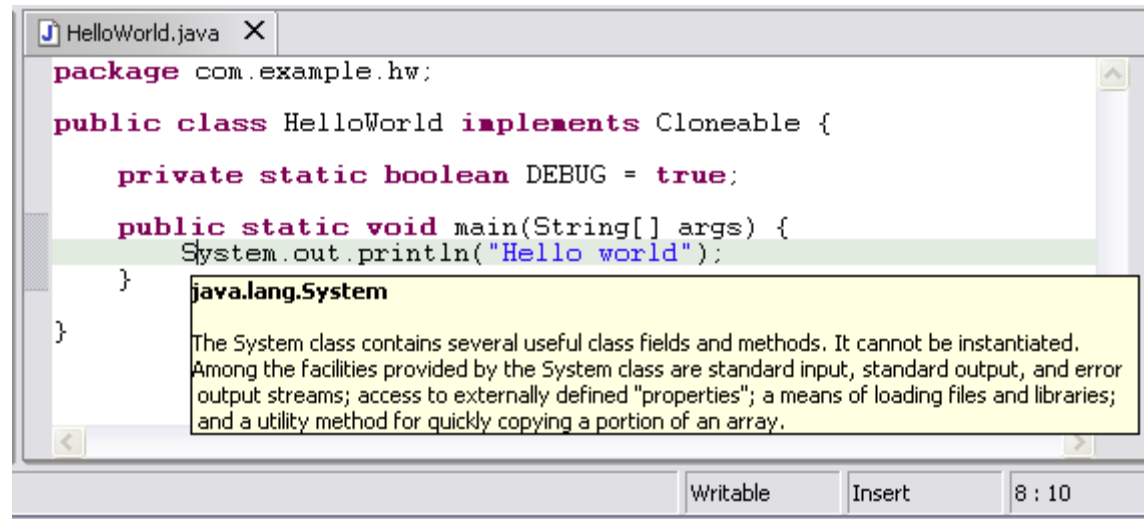 HelloWorld.java
package com.example.hw;
public class HelloWorld implements Cloneable {
private static boolean DEBUG = true;
public static void main(String[] args) {
System.out.println("Hello world");
}
java.lang.System
}
The System class contains several useful class fields and methods. It cannot be instantiated.
Among the facilities provided by the System class are standard input, standard output, and error
output streams; access to externally defined "properties"; a means of loading files and libraries;
and a utility method for quickly copying a portion of an array.
Writable Insert 8 : 10